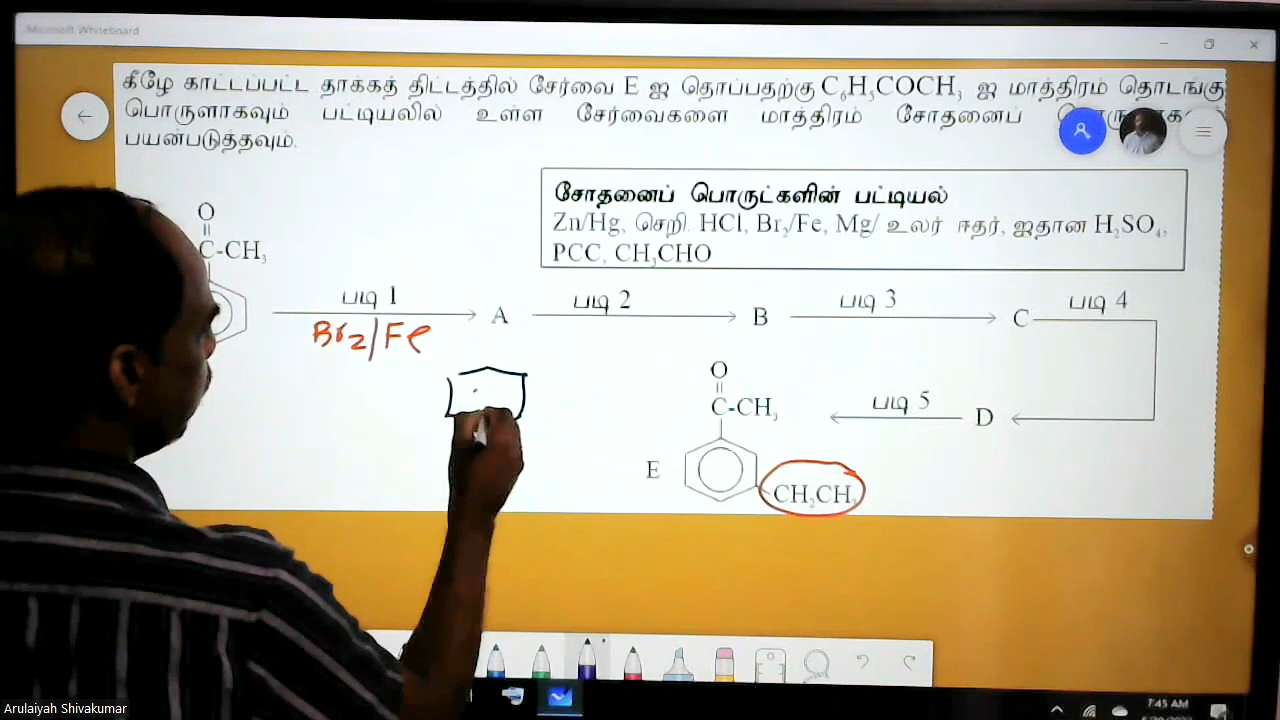 Microsoft Whiteboard
கீழே காட்டப்பட்ட தாக்கத் திட்டத்தில் சேர்வை E ஐ தொப்பதற்கு C₆H₅COCH₃ ஐ மாத்திரம் தொடங்கு
பொருளாகவும் பட்டியலில் உள்ள சேர்வைகளை மாத்திரம் சோதனைப்
பயன்படுத்தவும்.
சோதனைப் பொருட்களின் பட்டியல்
Zn/Hg, செறி. HCl, Br₂/Fe, Mg/ உலர் ஈதர், ஐதான H₂SO₄,
PCC, CH₃CHO
O
C-CH₃
படி 1
Br₂/Fe
A
படி 2
B
படி 3
C
படி 4
D
படி 5
O
C-CH₃
E
CH₂CH₃
Arulaiyah Shivakumar
7:45 AM